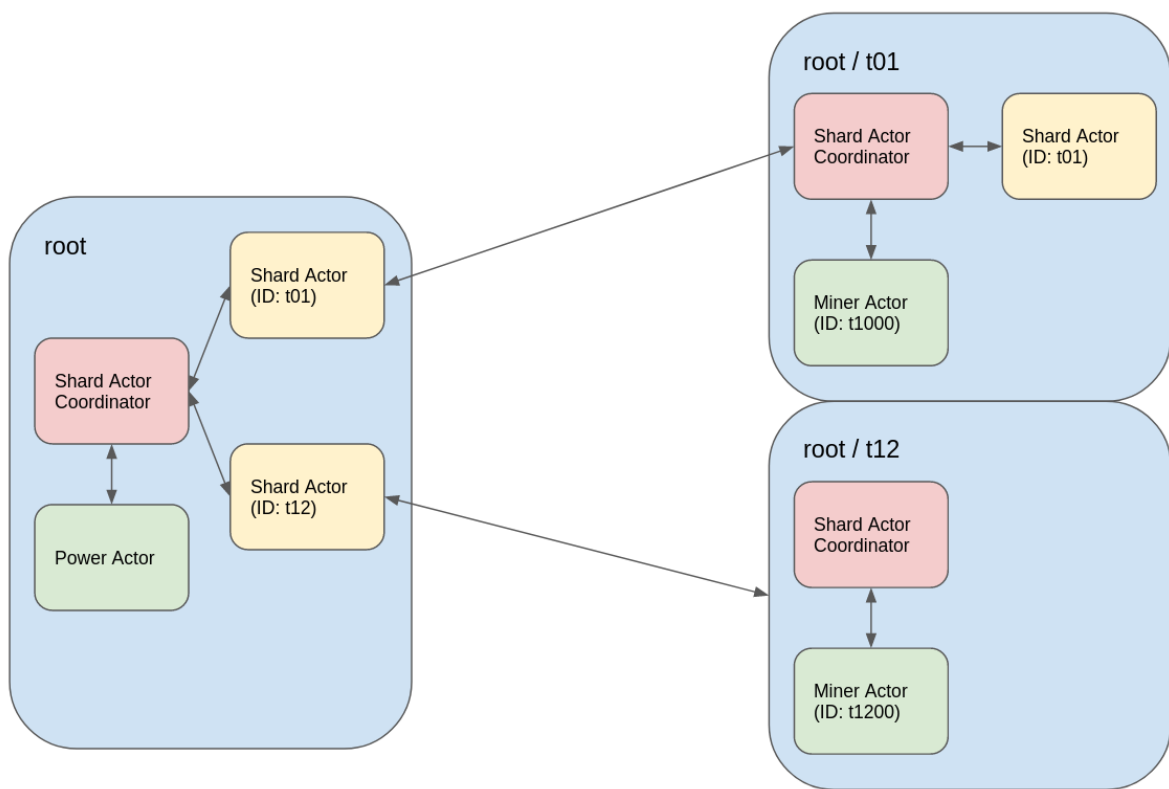 root
Shard Actor
(ID: t01)
Shard Actor
Coordinator
Shard Actor
(ID: t12)
Power Actor
root / t01
Shard Actor
Coordinator
Shard Actor
(ID: t01)
Miner Actor
(ID: t1000)
root / t12
Shard Actor
Coordinator
Miner Actor
(ID: t1200)